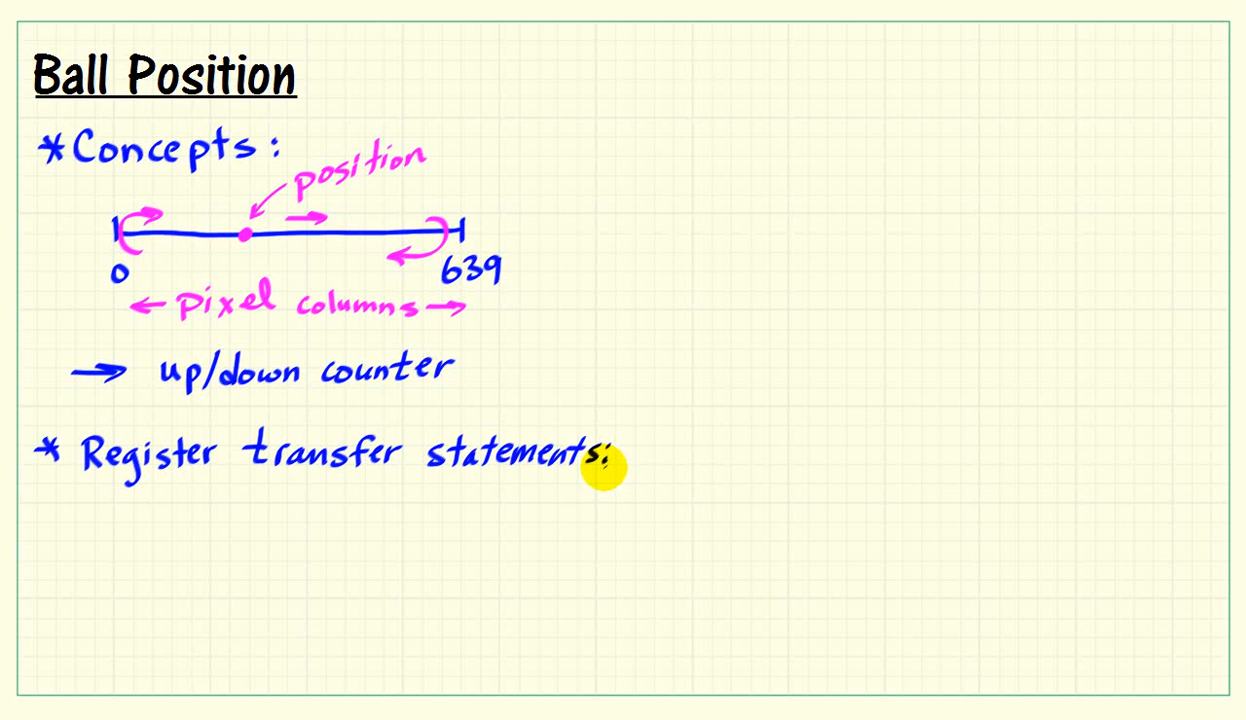 Ball Position
* Concepts:
position
0 639
← pixel columns →
→ up/down counter
* Register transfer statements: